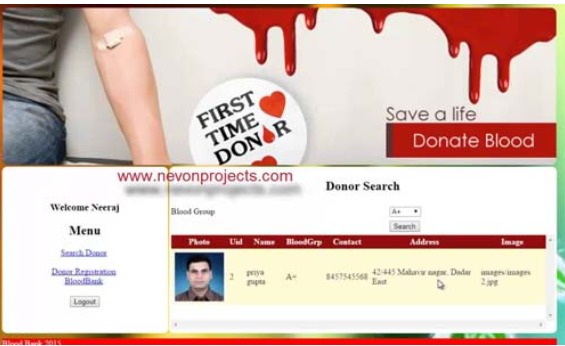 FIRST
TIME
DONOR
Save a life
Donate Blood
www.nevonprojects.com
Welcome Neeraj
Menu
Search Donor
Donor Registration
BloodBank
Logout
Donor Search
Blood Group
A+
Search
Photo Uid Name BloodGrp Contact Address Image
2 priya gupta A+ 8457545568 42/445 Mahavir nagar, Dadar East images/images 2.jpg
Blood Bank 2015